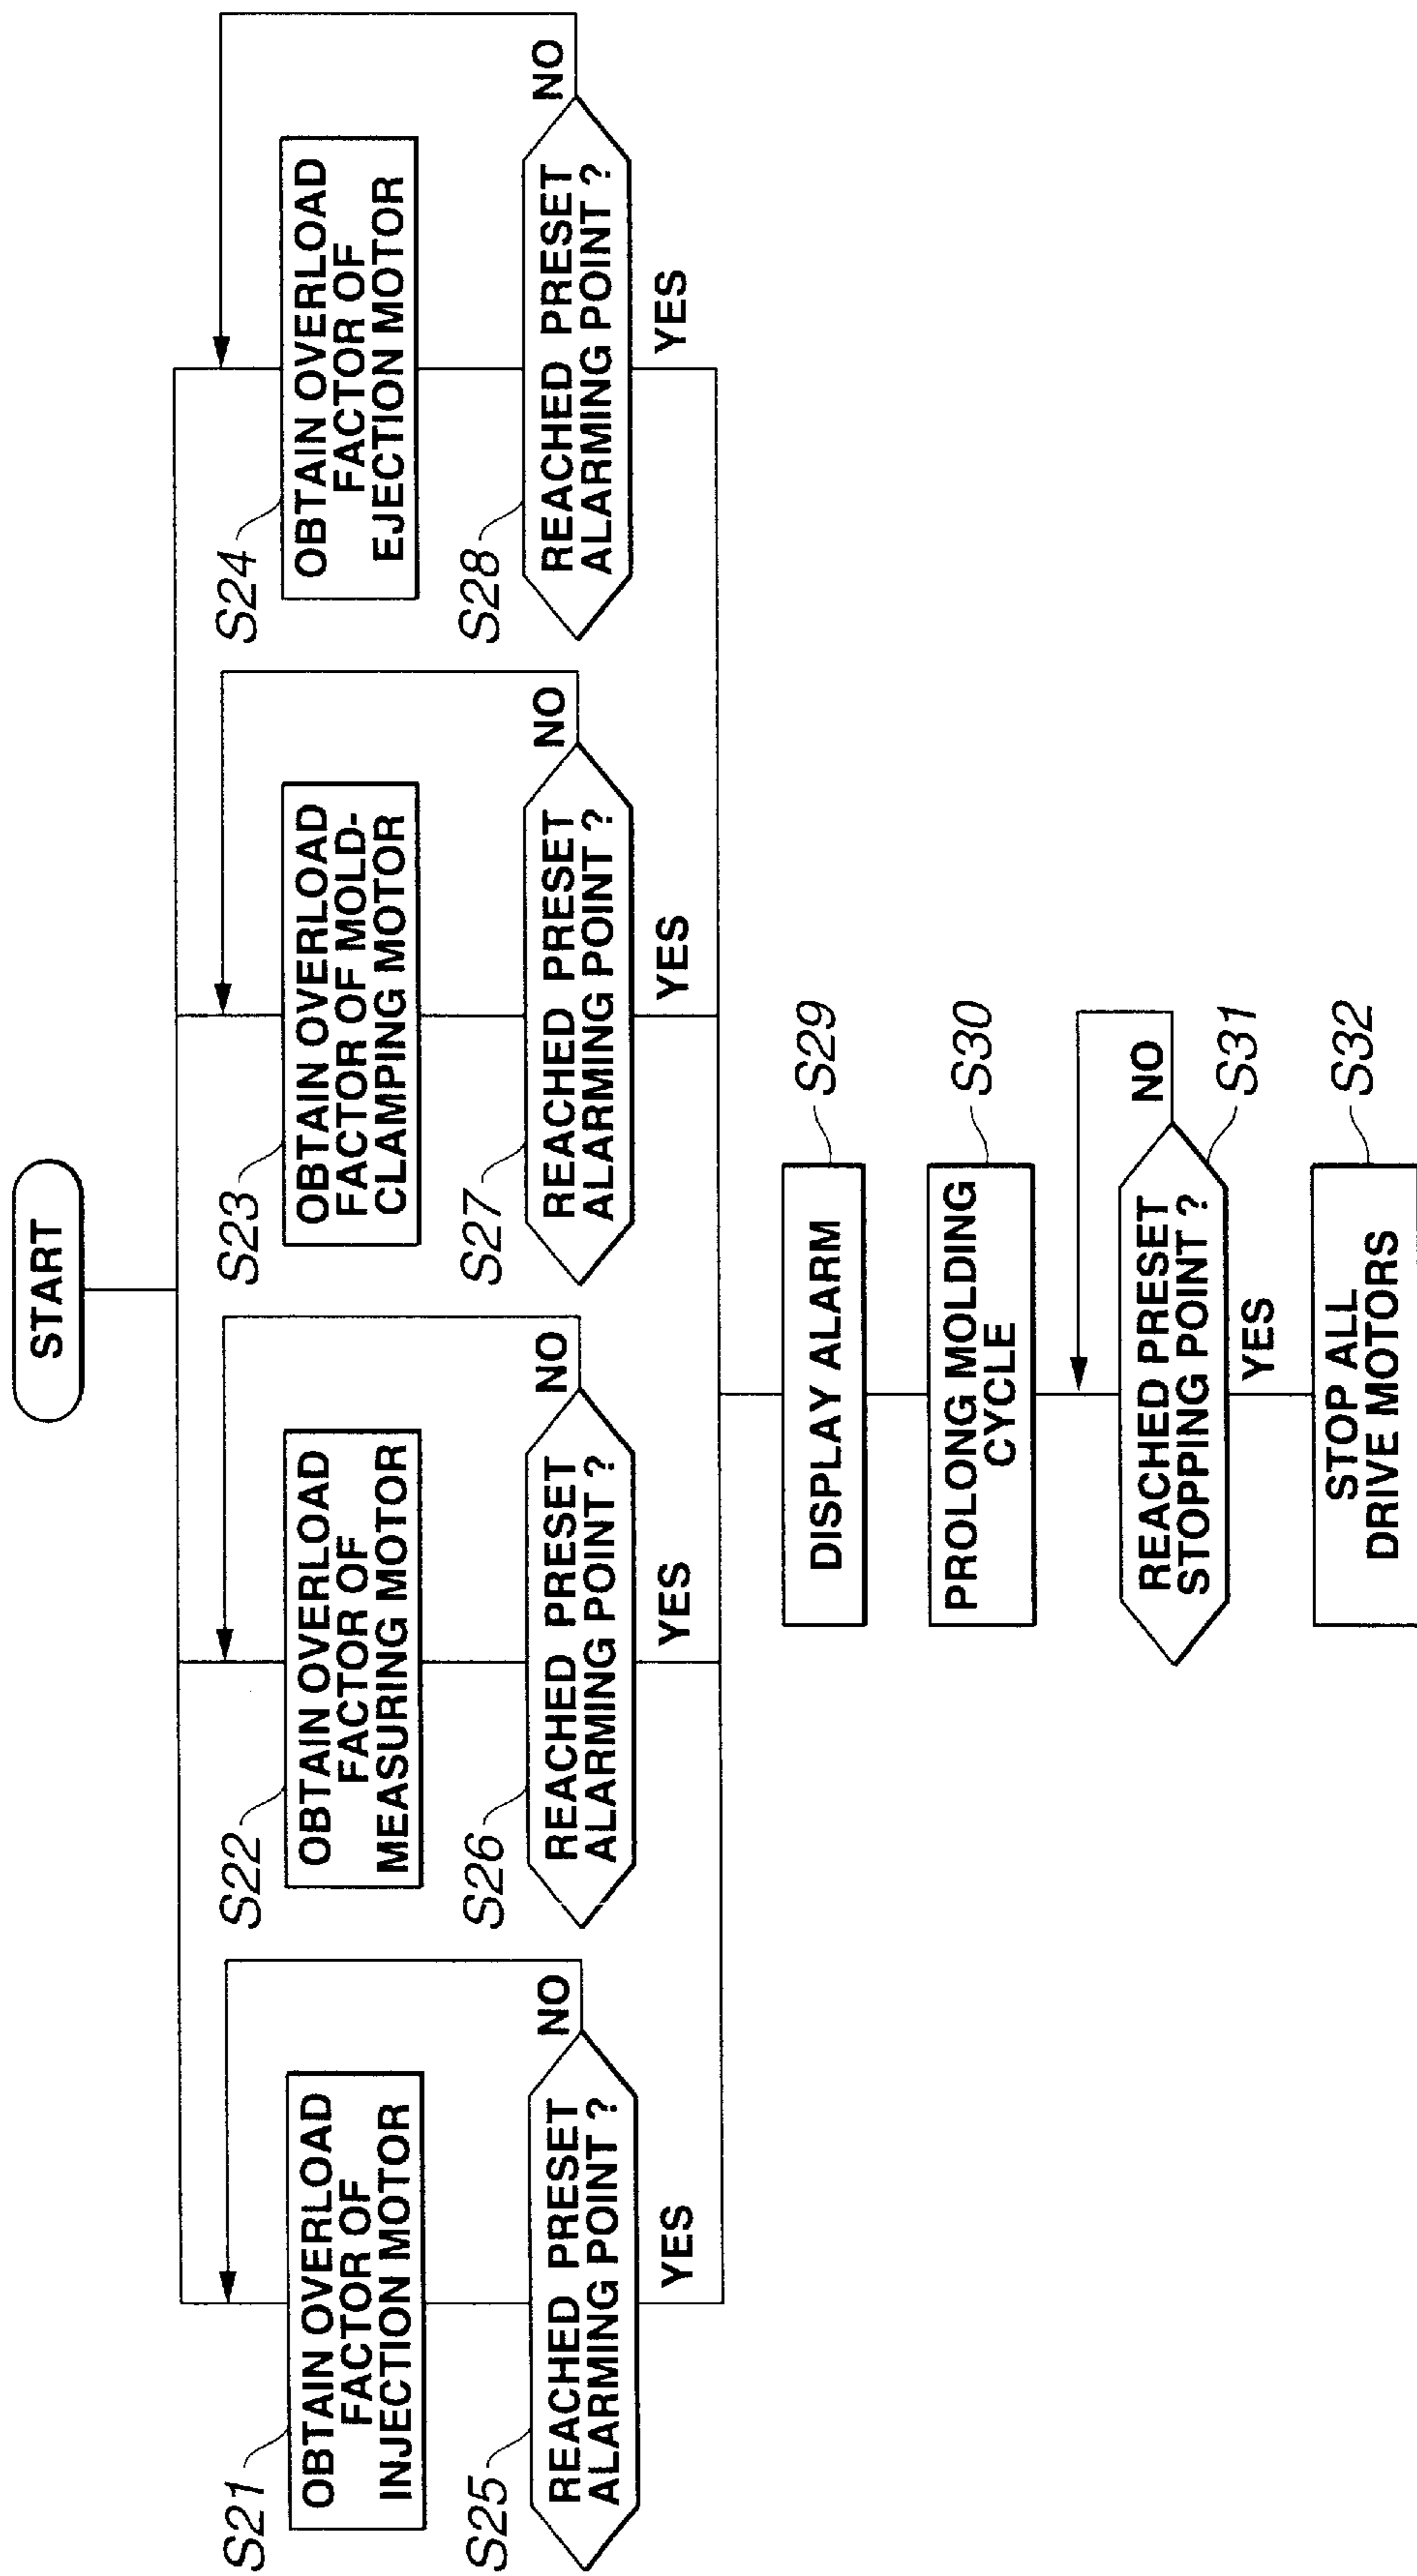 START
S21
OBTAIN OVERLOAD
FACTOR OF
INJECTION MOTOR
S22
OBTAIN OVERLOAD
FACTOR OF
MEASURING MOTOR
S23
OBTAIN OVERLOAD
FACTOR OF MOLD-
CLAMPING MOTOR
S24
OBTAIN OVERLOAD
FACTOR OF
EJECTION MOTOR
S25
REACHED PRESET
ALARMING POINT ?
NO
YES
S26
REACHED PRESET
ALARMING POINT ?
NO
YES
S27
REACHED PRESET
ALARMING POINT ?
NO
YES
S28
REACHED PRESET
ALARMING POINT ?
NO
YES
DISPLAY ALARM
S29
PROLONG MOLDING
CYCLE
S30
REACHED PRESET
STOPPING POINT ?
NO
S31
YES
STOP ALL
DRIVE MOTORS
S32